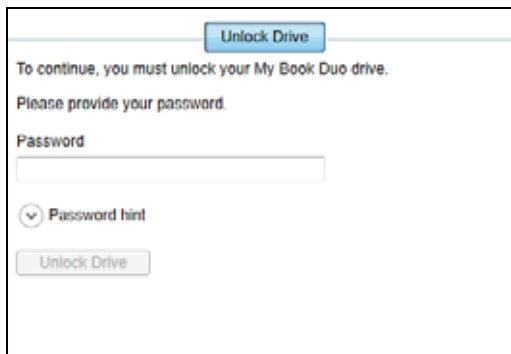 Unlock Drive
To continue, you must unlock your My Book Duo drive.
Please provide your password.
Password
Password hint
Unlock Drive